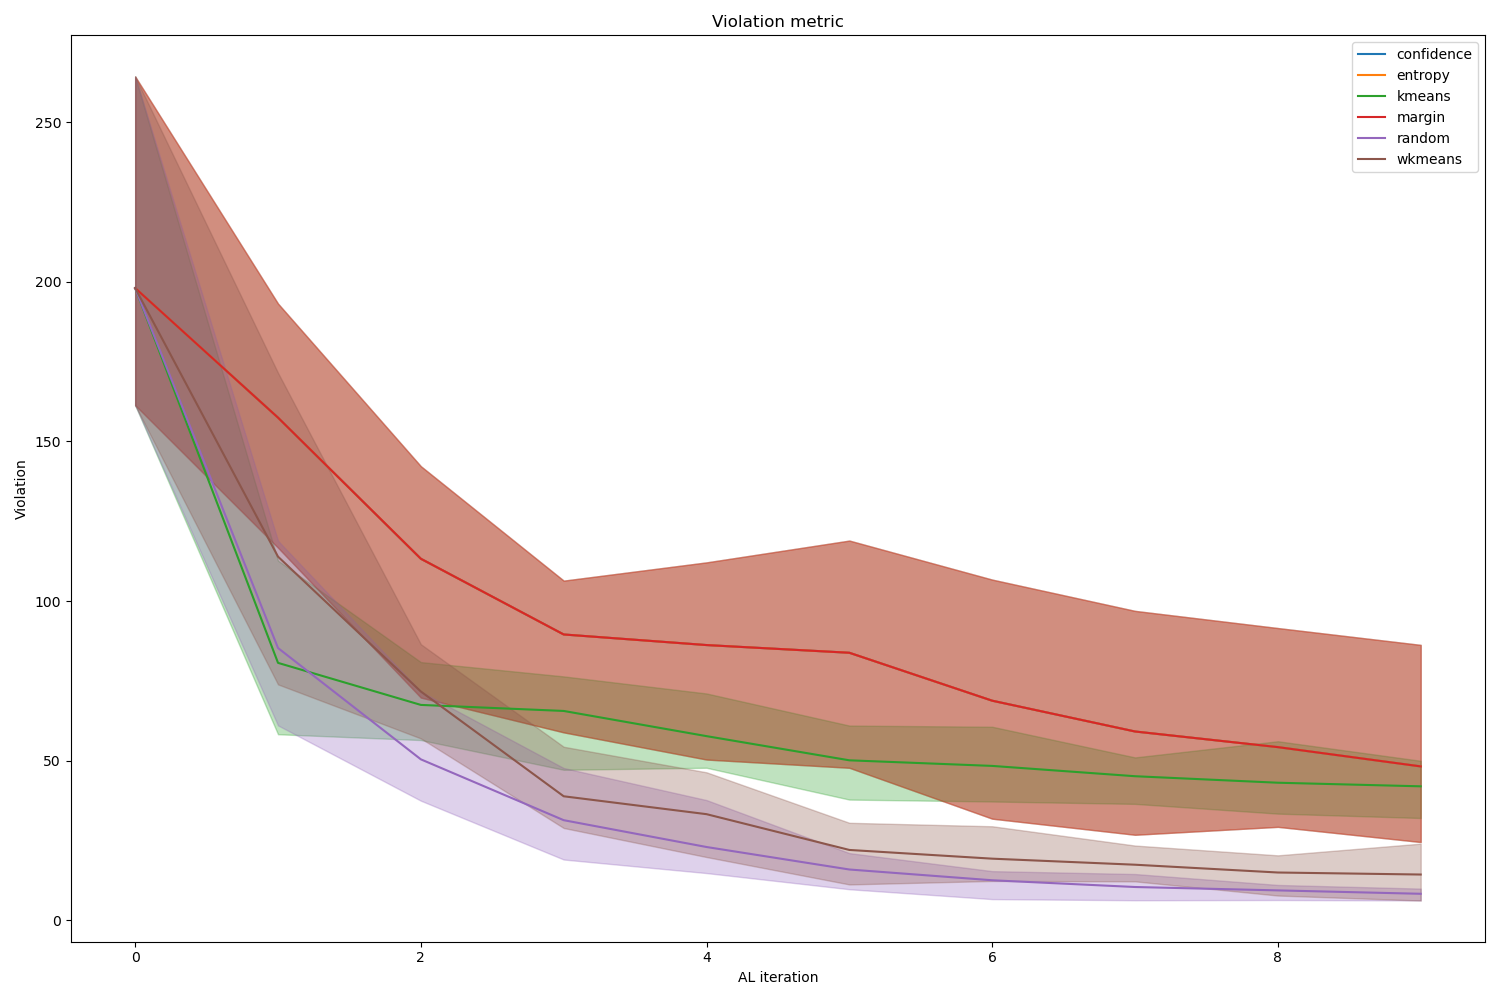 Violation metric
confidence
entropy
kmeans
margin
random
wkmeans
250
200
150
100
50
0
Violation
0 2 4 6 8
AL iteration